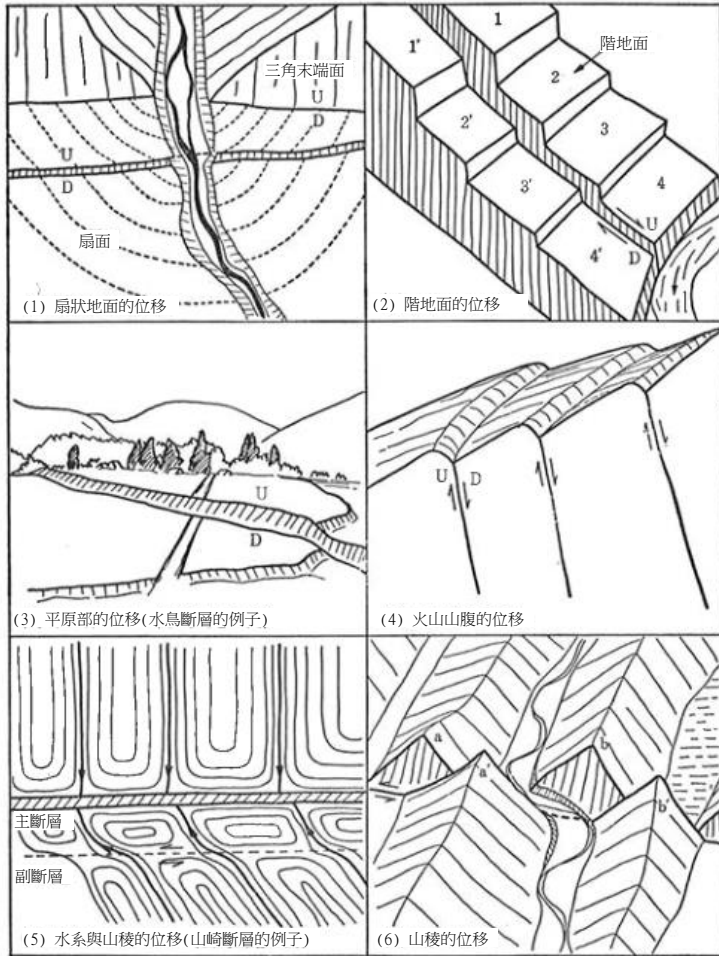 三角末端面
U
D
U
D
扇面
(1) 扇狀地面的位移
1
1'
階地面
2
2'
3
3'
4
U
D
4'
(2) 階地面的位移
U
D
(3) 平原部的位移(水鳥斷層的例子)
U D
(4) 火山山腹的位移
主斷層
副斷層
(5) 水系與山稜的位移(山崎斷層的例子)
a
a'
b
b'
(6) 山稜的位移